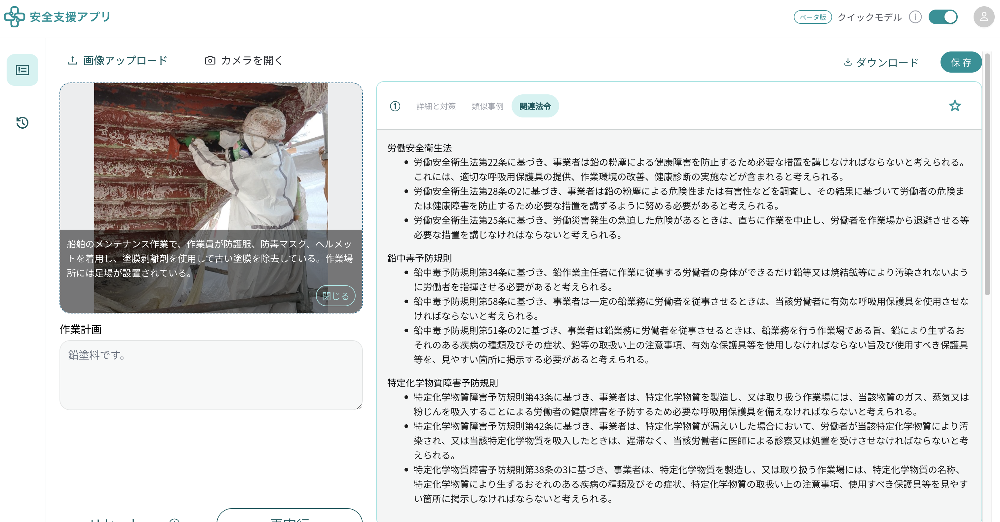 安全支援アプリ
ベータ版 クイックモデル
画像アップロード
カメラを開く
ダウンロード
保存
① 詳細と対策 類似事例 関連法令
船舶のメンテナンス作業で、作業員が防護服、防毒マスク、ヘルメッ
トを着用し、塗膜剥離剤を使用して古い塗膜を除去している。作業場
所には足場が設置されている。
閉じる
作業計画
鉛塗料です。
労働安全衛生法
労働安全衛生法第22条に基づき、事業者は鉛の粉塵による健康障害を防止するため必要な措置を講じなければならないと考えられる。
これには、適切な呼吸用保護具の提供、作業環境の改善、健康診断の実施などが含まれると考えられる。
労働安全衛生法第28条の2に基づき、事業者は鉛の粉塵による危険性または有害性などを調査し、その結果に基づいて労働者の危険ま
たは健康障害を防止するため必要な措置を講ずるように努める必要があると考えられる。
労働安全衛生法第25条に基づき、労働災害発生の急迫した危険があるときは、直ちに作業を中止し、労働者を作業場から退避させる等
必要な措置を講じなければならないと考えられる。
鉛中毒予防規則
鉛中毒予防規則第34条に基づき、鉛作業主任者に作業に従事する労働者の身体ができるだけ鉛等又は焼結鉱等により汚染されないよう
に労働者を指揮させる必要があると考えられる。
鉛中毒予防規則第58条に基づき、事業者は一定の鉛業務に労働者を従事させるときは、当該労働者に有効な呼吸用保護具を使用させな
ければならないと考えられる。
鉛中毒予防規則第51条の2に基づき、事業者は鉛業務に労働者を従事させるときは、鉛業務を行う作業場である旨、鉛により生ずるお
それのある疾病の種類及びその症状、鉛等の取扱い上の注意事項、有効な保護具等を使用しなければならない旨及び使用すべき保護具
等を、見やすい箇所に掲示する必要があると考えられる。
特定化学物質障害予防規則
特定化学物質障害予防規則第43条に基づき、事業者は、特定化学物質を製造し、又は取り扱う作業場には、当該物質のガス、蒸気又は
粉じんを吸入することによる労働者の健康障害を予防するため必要な呼吸用保護具を備えなければならないと考えられる。
特定化学物質障害予防規則第42条に基づき、事業者は、特定化学物質が漏えいした場合において、労働者が当該特定化学物質により汚
染され、又は当該特定化学物質を吸入したときは、遅滞なく、当該労働者に医師による診察又は処置を受けさせなければならないと考
えられる。
特定化学物質障害予防規則第38条の3に基づき、事業者は、特定化学物質を製造し、又は取り扱う作業場には、特定化学物質の名称、
特定化学物質により生ずるおそれのある疾病の種類及びその症状、特定化学物質の取扱い上の注意事項、使用すべき保護具等を見やす
い箇所に掲示しなければならないと考えられる。